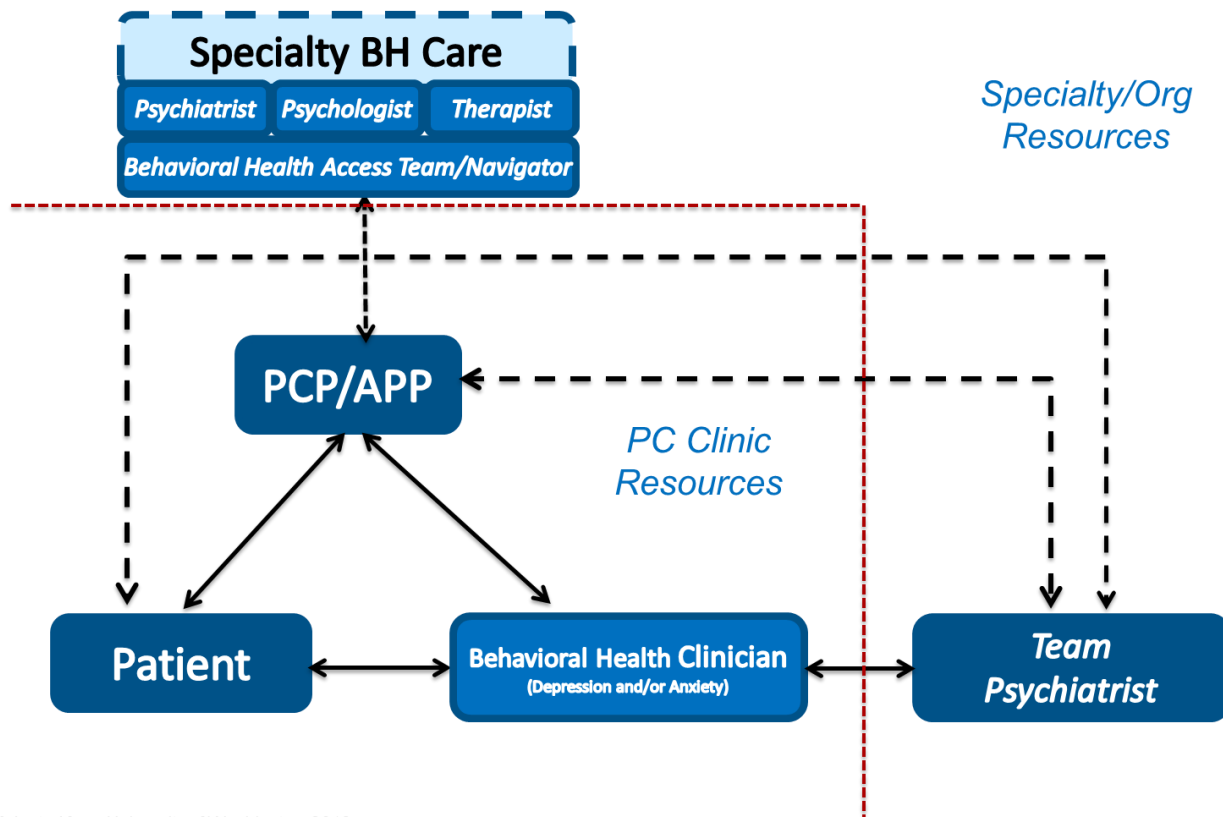 Specialty BH Care
Psychiatrist
Psychologist
Therapist
Behavioral Health Access Team/Navigator
Specialty/Org
Resources
PCP/APP
PC Clinic
Resources
Patient
Behavioral Health Clinician
(Depression and/or Anxiety)
Team
Psychiatrist